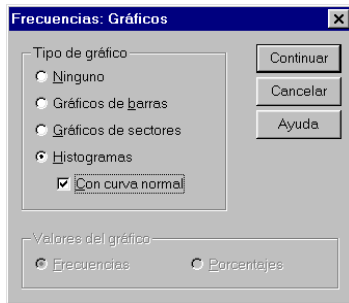 Frecuencias: Gráficos
Tipo de gráfico
Ninguno
Gráficos de barras
Gráficos de sectores
Histogramas
Con curva normal
Continuar
Cancelar
Ayuda
Valores del gráfico
Frecuencias
Porcentajes